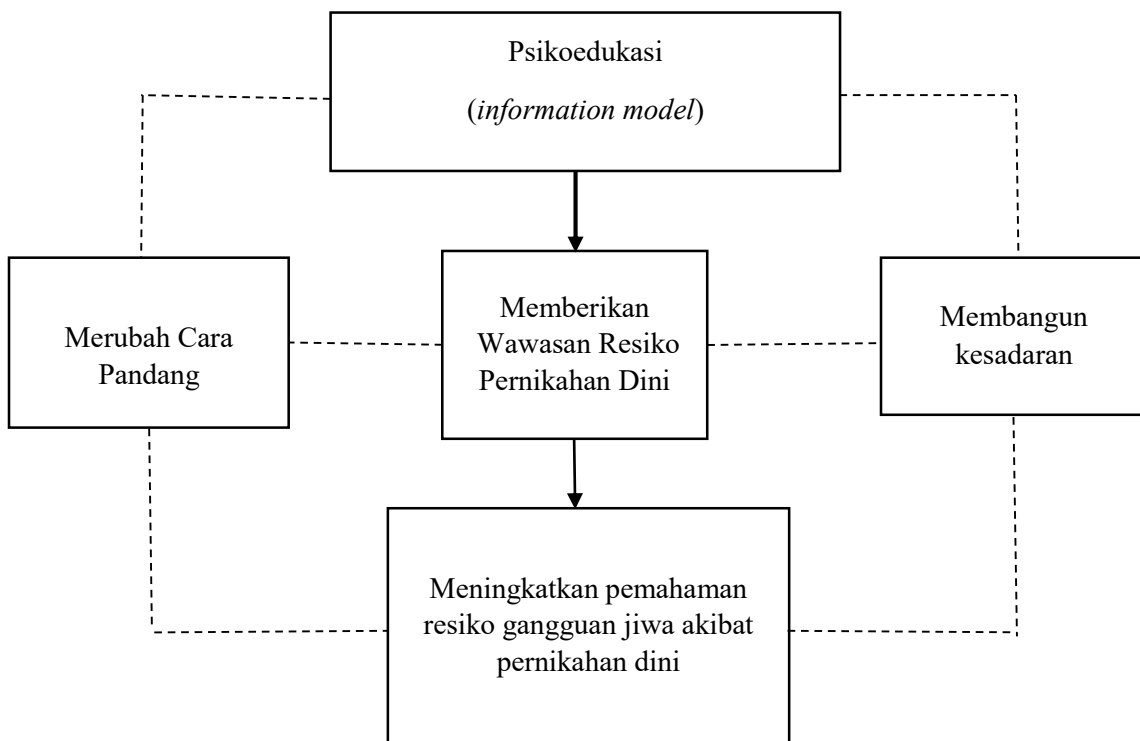 Psikoedukasi
(information model)
Merubah Cara
Pandang
Memberikan
Wawasan Resiko
Pernikahan Dini
Membangun
kesadaran
Meningkatkan pemahaman
resiko gangguan jiwa akibat
pernikahan dini